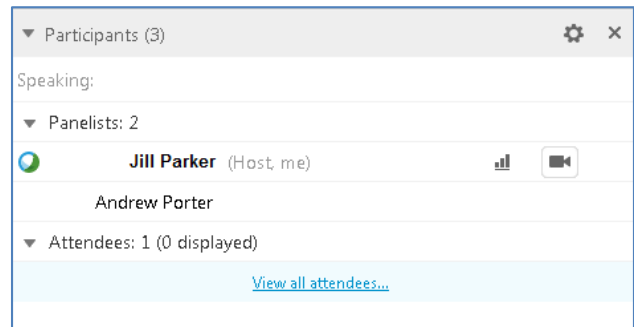 Participants (3)
Speaking:
Panelists: 2
Jill Parker (Host, me)
Andrew Porter
Attendees: 1 (0 displayed)
View all attendees...